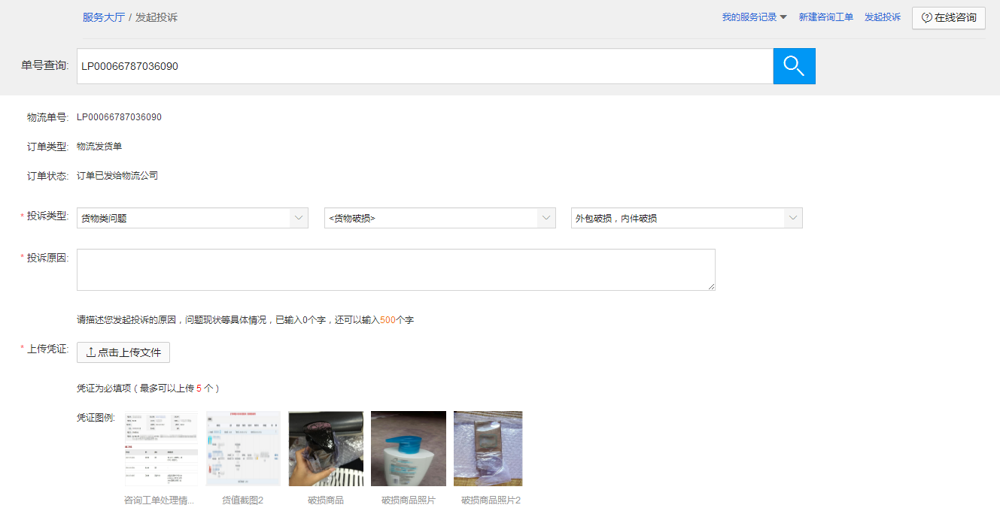 服务大厅 / 发起投诉
我的服务记录 新建咨询工单 发起投诉 在线咨询
单号查询: LP00066787036090
物流单号: LP00066787036090
订单类型: 物流发货单
订单状态: 订单已发给物流公司
* 投诉类型: 货物类问题 <货物破损> 外包破损，内件破损
* 投诉原因:
请描述您发起投诉的原因，问题现状等具体情况，已输入0个字，还可以输入500个字
* 上传凭证: 点击上传文件
凭证为必填项（最多可以上传 5 个）
凭证图例:
咨询工单处理情... 货值截图2 破损商品 破损商品照片 破损商品照片2